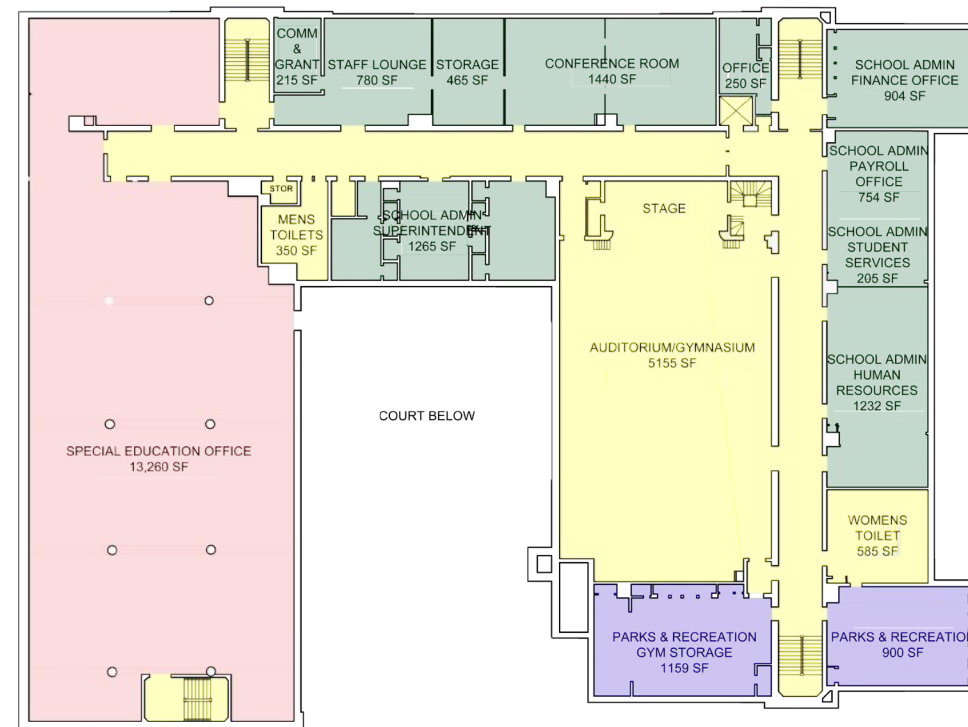 COMM
&
GRANT
215 SF
STAFF LOUNGE
780 SF
STORAGE
465 SF
CONFERENCE ROOM
1440 SF
OFFICE
250 SF
SCHOOL ADMIN
FINANCE OFFICE
904 SF
SCHOOL ADMIN
PAYROLL
OFFICE
754 SF
SCHOOL ADMIN
STUDENT
SERVICES
205 SF
STOR
MENS
TOILETS
350 SF
SCHOOL ADMIN
SUPERINTENDENT
1265 SF
STAGE
AUDITORIUM/GYMNASIUM
5155 SF
SCHOOL ADMIN
HUMAN
RESOURCES
1232 SF
COURT BELOW
SPECIAL EDUCATION OFFICE
13,260 SF
WOMENS
TOILET
585 SF
PARKS & RECREATION
GYM STORAGE
1159 SF
PARKS & RECREATION
900 SF